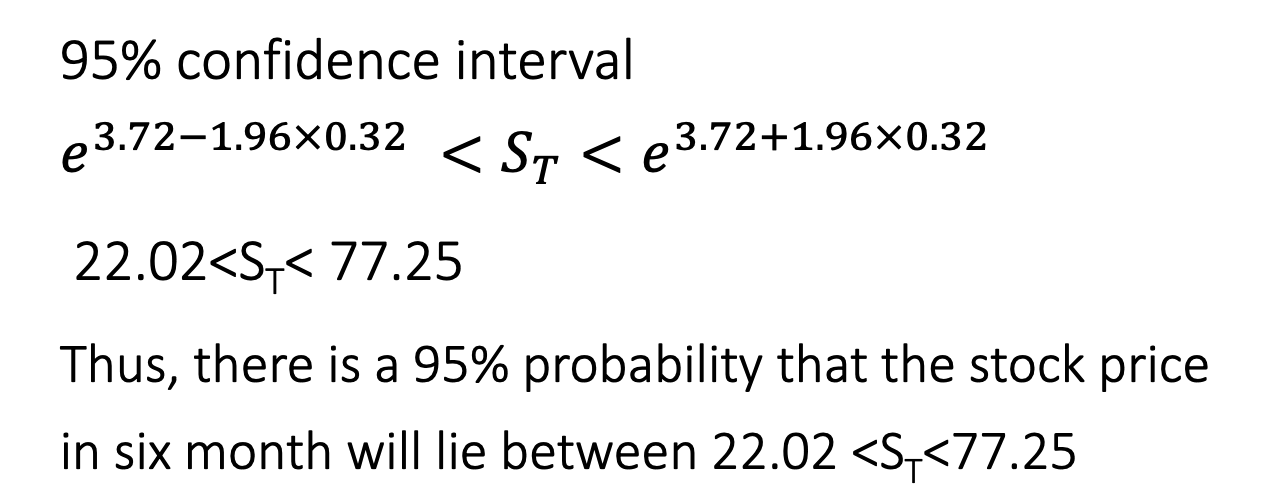 95% confidence interval
e^{3.72−1.96×0.32} < S_T < e^{3.72+1.96×0.32}
22.02<S_T< 77.25
Thus, there is a 95% probability that the stock price
in six month will lie between 22.02 <S_T<77.25